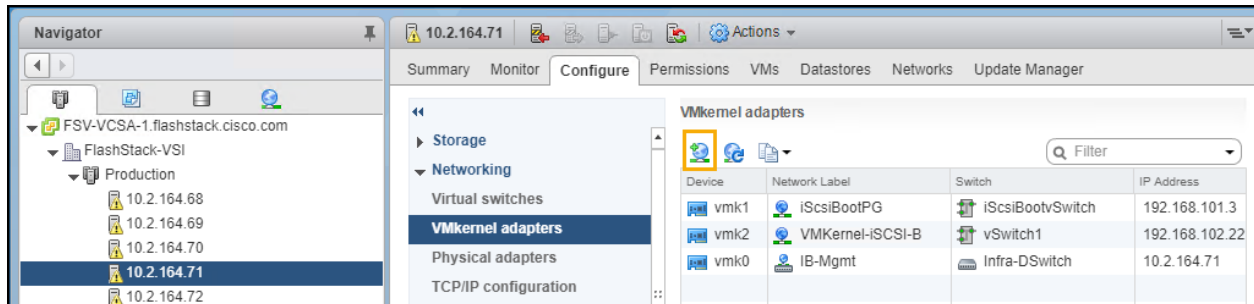 Navigator
FSV-VCSA-1.flashstack.cisco.com
FlashStack-VSI
Production
10.2.164.68
10.2.164.69
10.2.164.70
10.2.164.71
10.2.164.72
10.2.164.71 Actions
Summary Monitor Configure Permissions VMs Datastores Networks Update Manager
Storage
Networking
Virtual switches
VMkernel adapters
Physical adapters
TCP/IP configuration
VMkernel adapters
Filter
Device Network Label Switch IP Address
vmk1 iScsiBootPG iScsiBootvSwitch 192.168.101.3
vmk2 VMKernel-iSCSI-B vSwitch1 192.168.102.22
vmk0 IB-Mgmt Infra-DSwitch 10.2.164.71